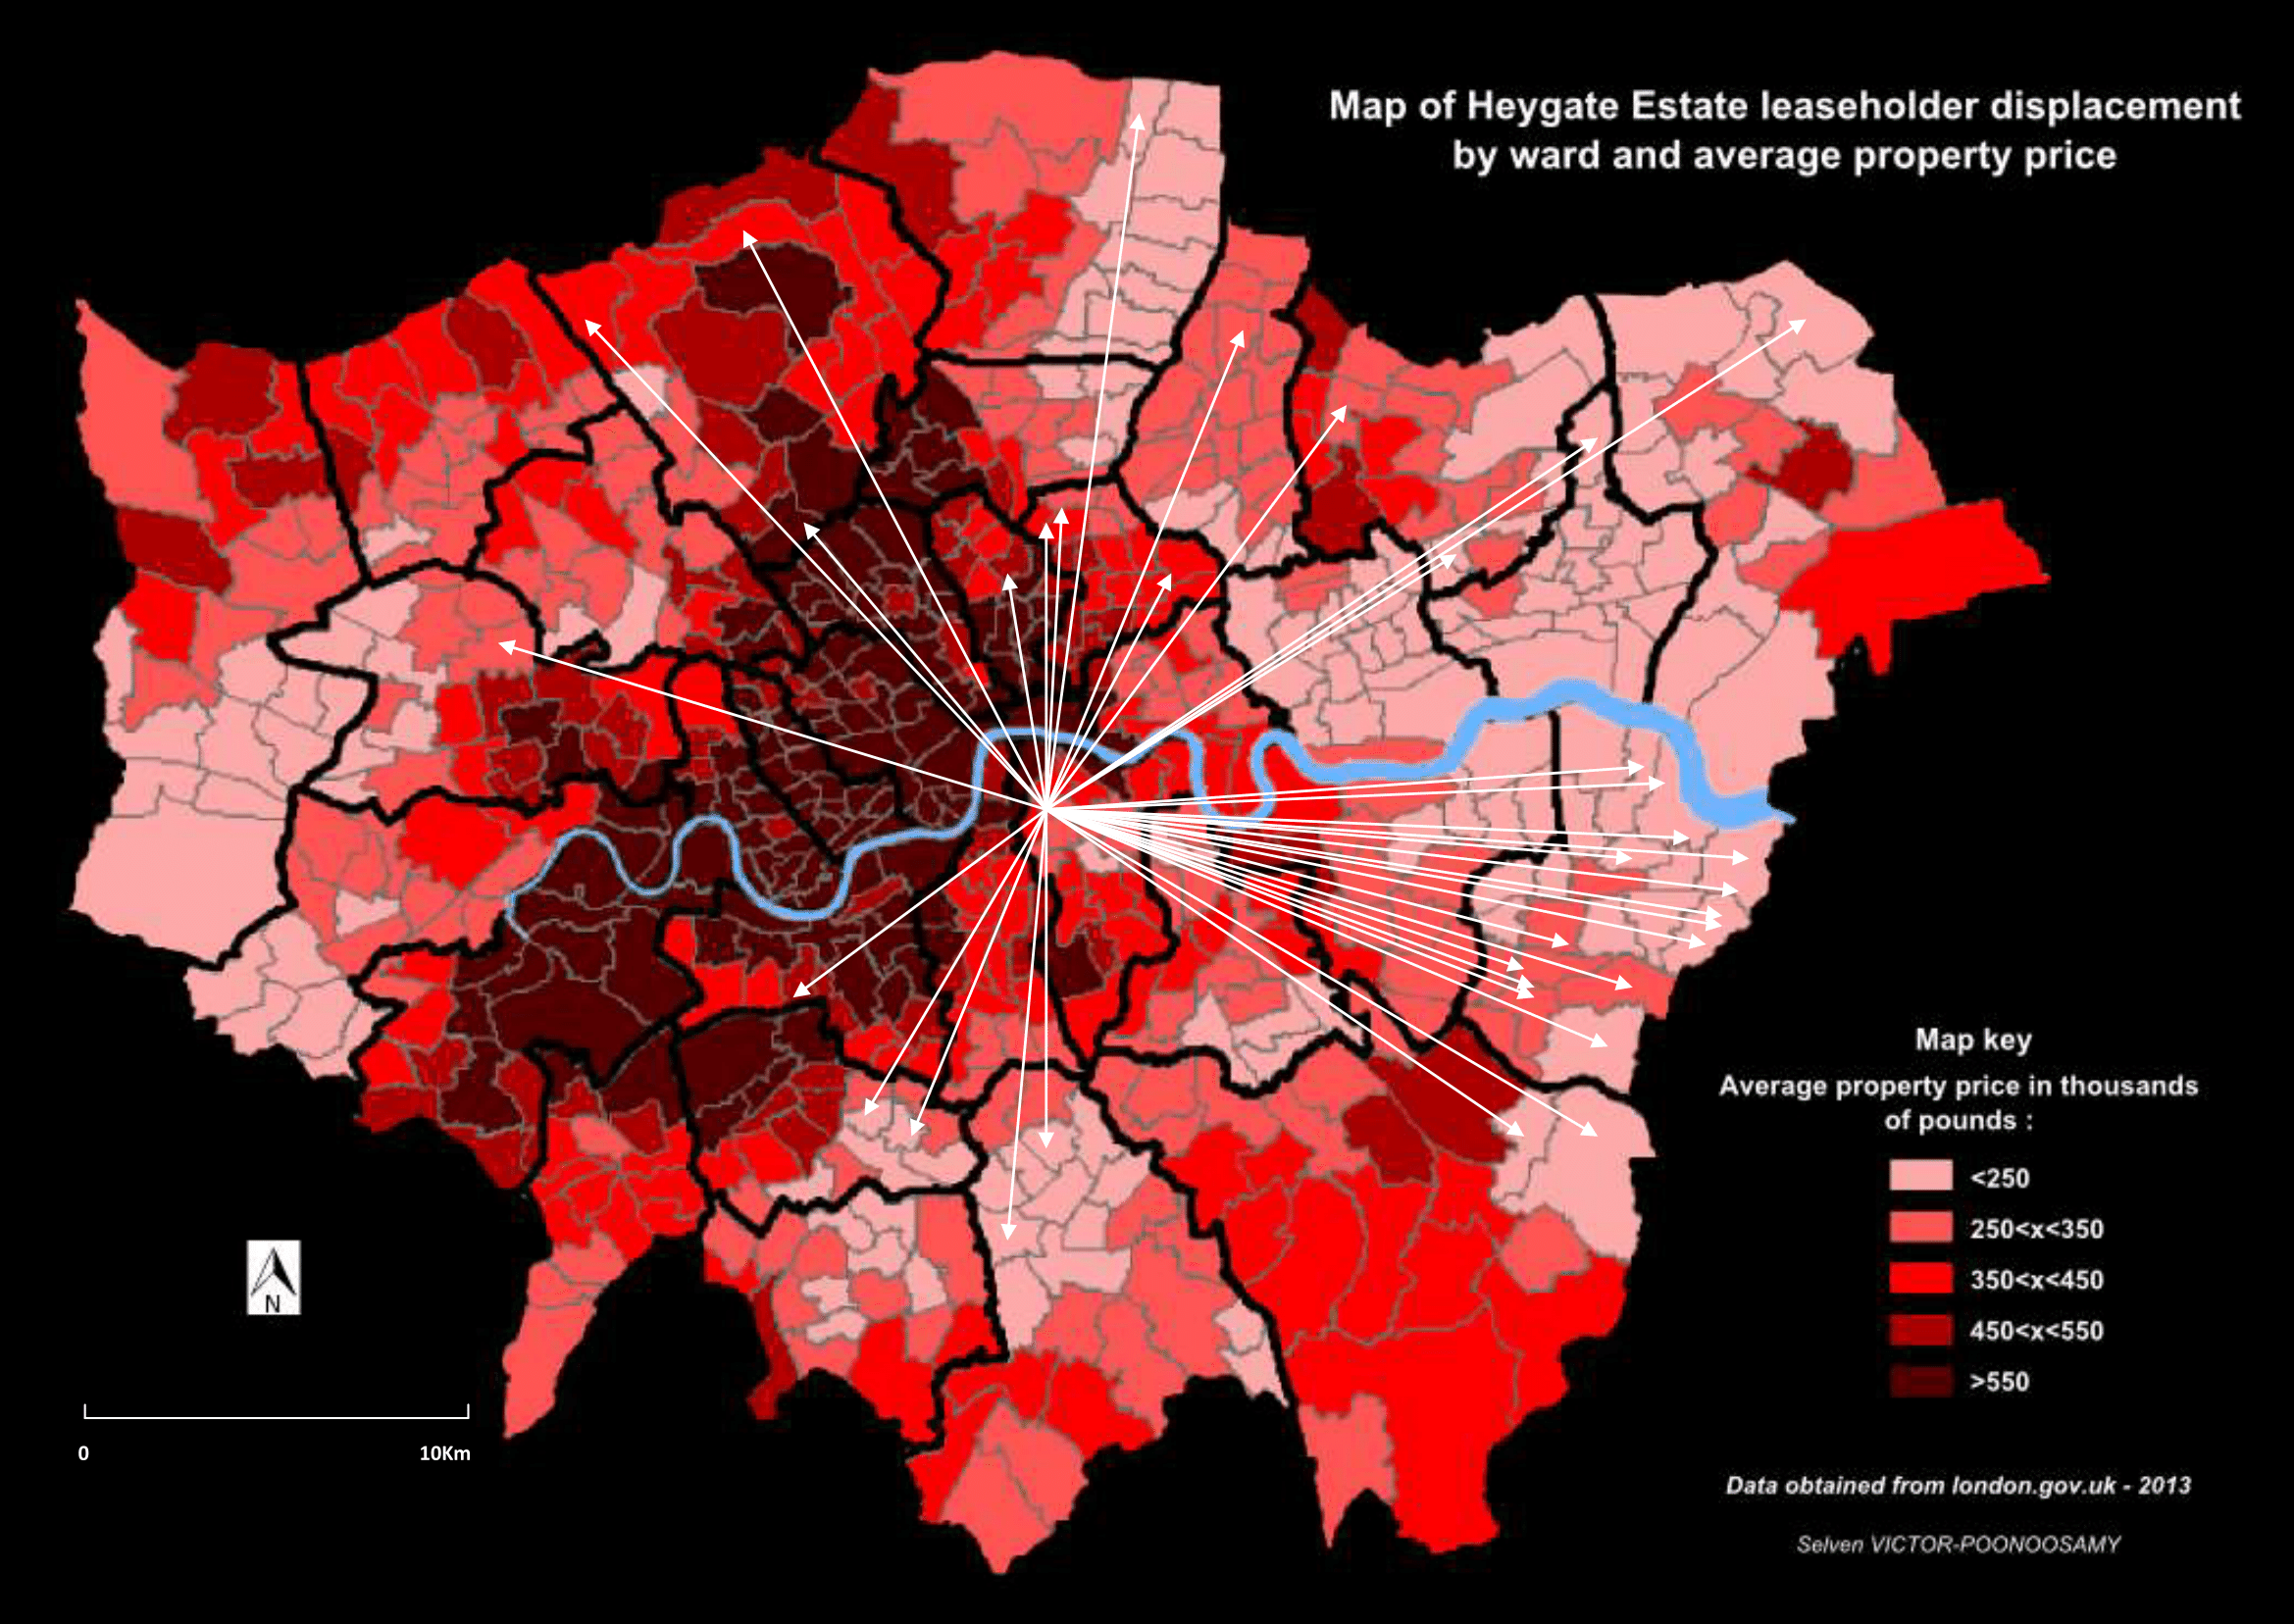 Map of Heygate Estate leaseholder displacement
by ward and average property price
Map key
Average property price in thousands
of pounds :
<250
250<x<350
350<x<450
450<x<550
>550
N
0 10Km
Data obtained from london.gov.uk - 2013
Selven VICTOR-POONOOSAMY